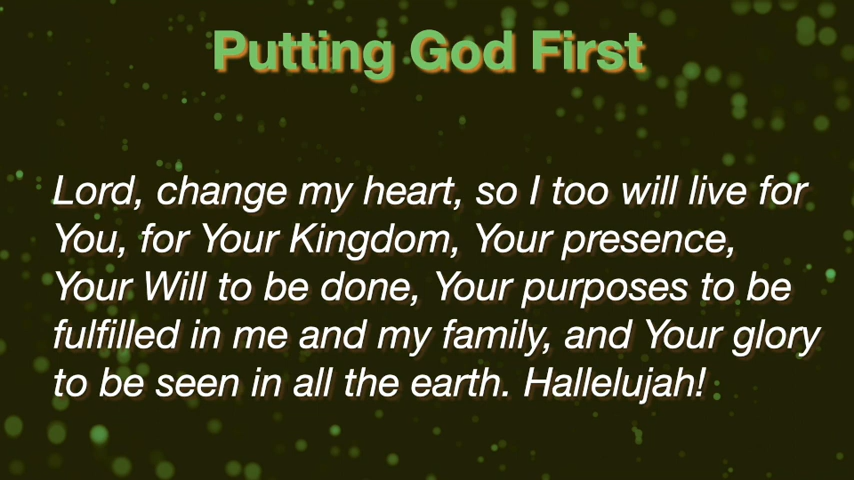 Putting God First
Lord, change my heart, so I too will live for
You, for Your Kingdom, Your presence,
Your Will to be done, Your purposes to be
fulfilled in me and my family, and Your glory
to be seen in all the earth. Hallelujah!